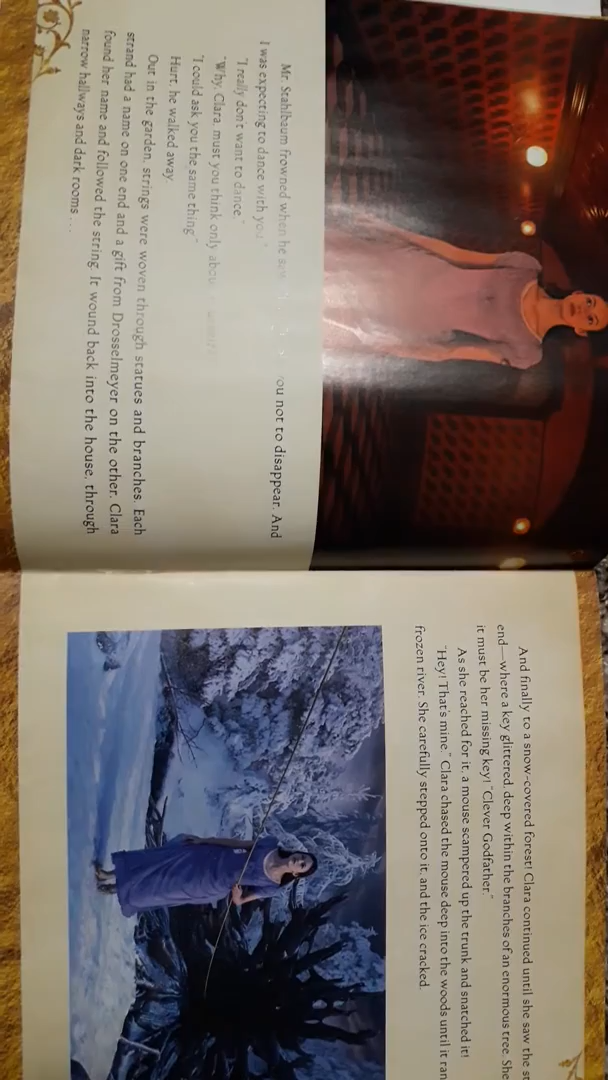 Mr. Stahlbaum frowned when he saw you not to disappear. And
I was expecting to dance with you."
"I really don't want to dance."
"Why, Clara, must you think only about
"I could ask you the same thing."
Hurt, he walked away.
Out in the garden, strings were woven through statues and branches. Each
strand had a name on one end and a gift from Drosselmeyer on the other. Clara
found her name and followed the string. It wound back into the house, through
narrow hallways and dark rooms . . .
And finally to a snow-covered forest! Clara continued until she saw the
end—where a key glittered, deep within the branches of an enormous tree. She
it must be her missing key! "Clever Godfather."
As she reached for it, a mouse scampered up the trunk and snatched it!
"Hey! That's mine." Clara chased the mouse deep into the woods until it ran
frozen river. She carefully stepped onto it, and the ice cracked.